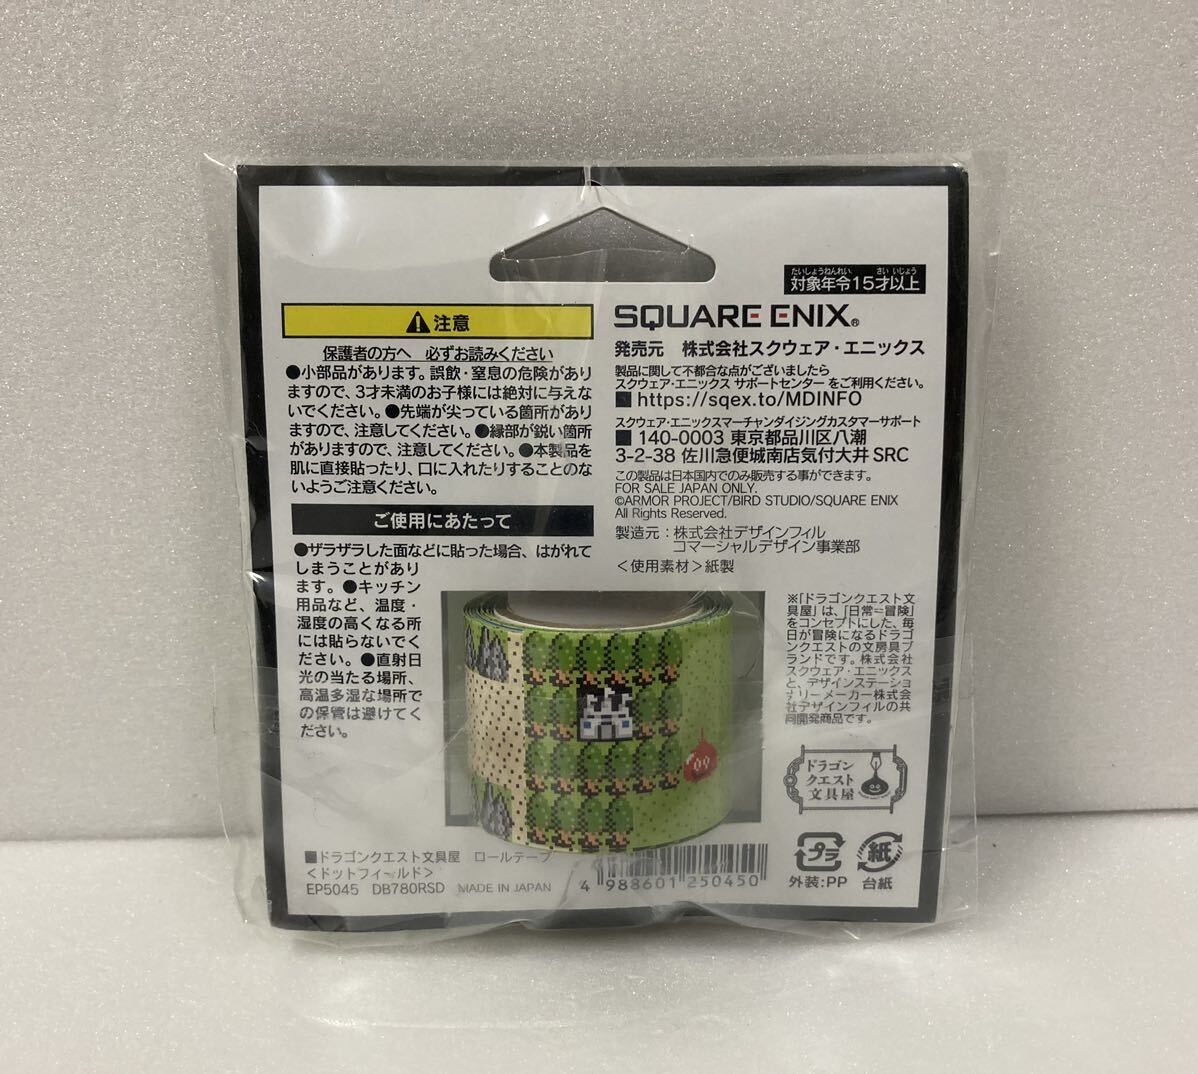 たいしょうねんれい さい いじょう
対象年令15才以上
⚠注意
保護者の方へ 必ずお読みください
●小部品があります。誤飲・窒息の危険があり
ますので、3才未満のお子様には絶対に与えな
いでください。●先端が尖っている箇所があり
ますので、注意してください。●縁部が鋭い箇所
がありますので、注意してください。●本製品を
肌に直接貼ったり、口に入れたりすることのな
いようご注意ください。
ご使用にあたって
●ザラザラした面などに貼った場合、はがれて
しまうことがあり
ます。●キッチン
用品など、温度・
湿度の高くなる所
には貼らないでく
ださい。●直射日
光の当たる場所、
高温多湿な場所で
の保管は避けてく
ださい。
SQUARE ENIX®
発売元 株式会社スクウェア・エニックス
製品に関して不都合な点がございましたら
スクウェア・エニックス サポートセンター をご利用ください。
■https://sqex.to/MDINFO
スクウェア・エニックスマーチャンダイジングカスタマーサポート
■140-0003 東京都品川区八潮
3-2-38 佐川急便城南店気付大井 SRC
この製品は日本国内でのみ販売する事ができます。
FOR SALE JAPAN ONLY.
©ARMOR PROJECT/BIRD STUDIO/SQUARE ENIX
All Rights Reserved.
製造元：株式会社デザインフィル
コマーシャルデザイン事業部
＜使用素材＞紙製
※「ドラゴンクエスト文
具屋」は、「日常＝冒険」
をコンセプトにした、毎
日が冒険になるドラゴ
ンクエストの文房具ブ
ランドです。株式会社
スクウェア・エニックス
と、デザインステーショ
ナリーメーカー株式会
社デザインフィルの共
同開発商品です。
ドラゴン
クエスト
文具屋
プラ
外装:PP
紙
台紙
■ドラゴンクエスト文具屋 ロールテープ
＜ドットフィールド＞
EP5045 DB780RSD MADE IN JAPAN
4 988601 250450